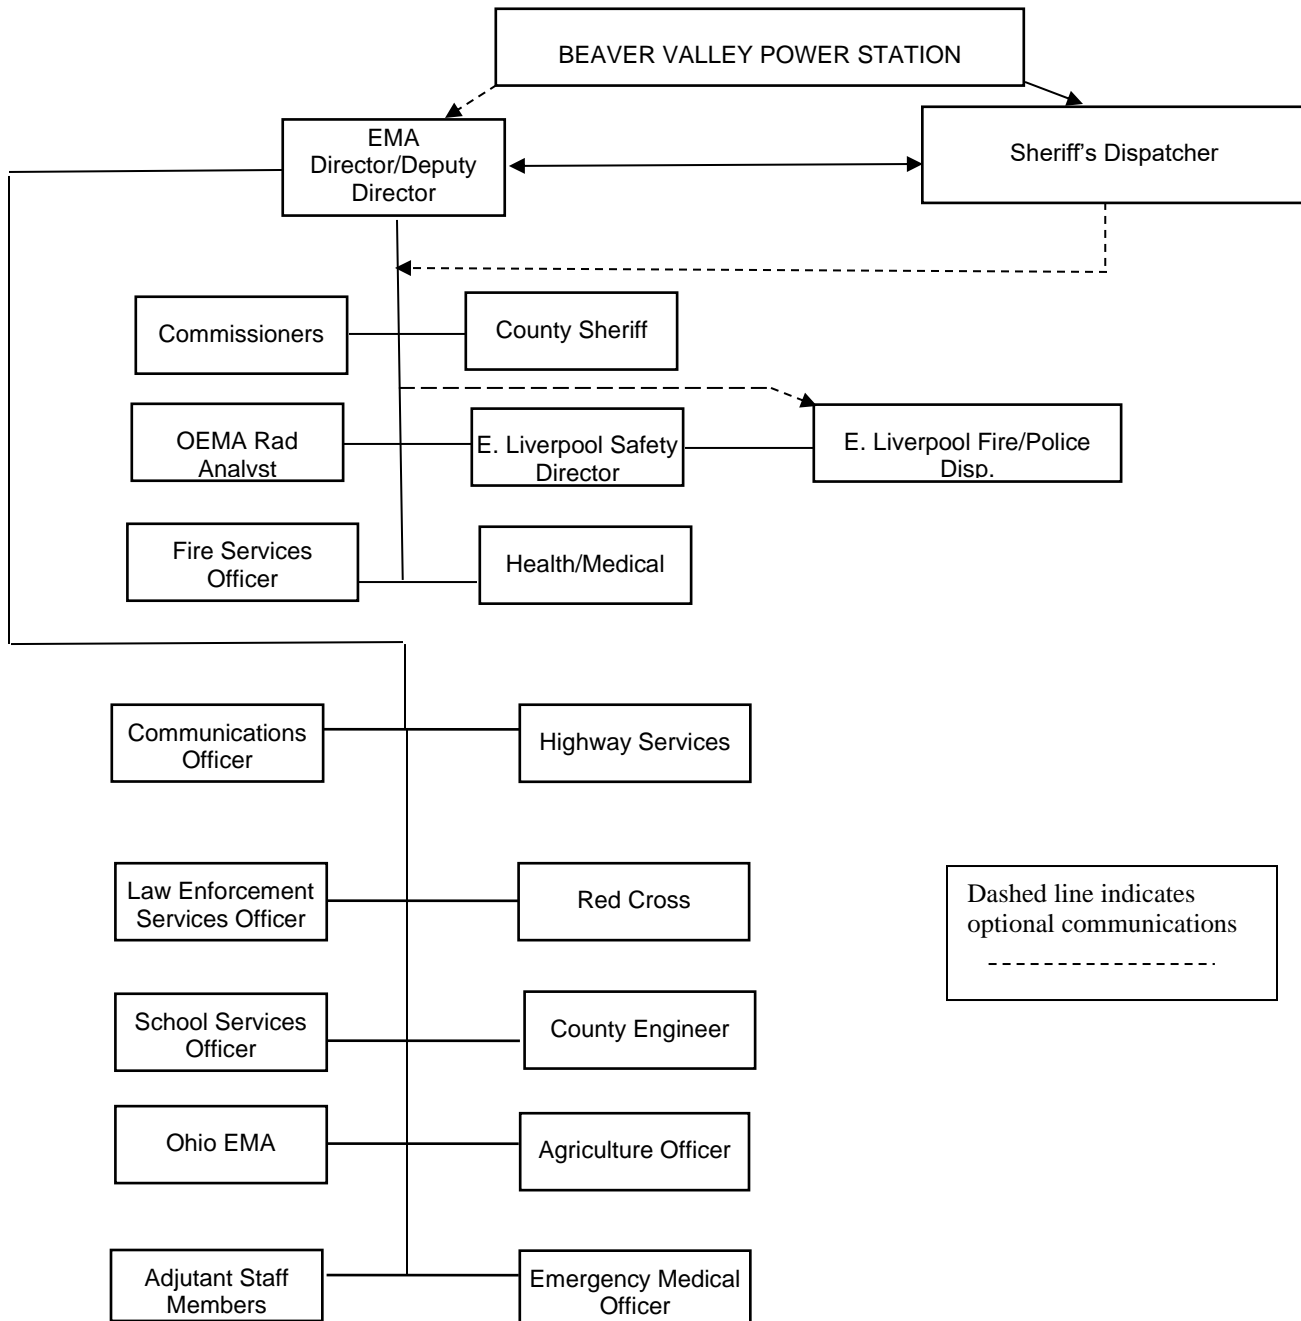 BEAVER VALLEY POWER STATION
EMA
Director/Deputy
Director
Sheriff’s Dispatcher
Commissioners
County Sheriff
OEMA Rad
Analyst
E. Liverpool Safety
Director
E. Liverpool Fire/Police
Disp.
Fire Services
Officer
Health/Medical
Communications
Officer
Highway Services
Law Enforcement
Services Officer
Red Cross
Dashed line indicates
optional communications
School Services
Officer
County Engineer
Ohio EMA
Agriculture Officer
Adjutant Staff
Members
Emergency Medical
Officer